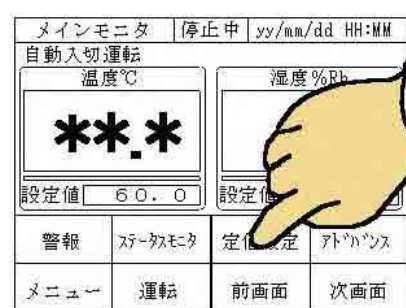 メインモニタ 停止中 yy/mm/dd HH:MM
自動入切運転
温度℃ 湿度%Rh
**.*
設定値 60.0 設定値
警報 ｽﾃｰﾀｽﾓﾆﾀ 定値設定 ｱﾄﾞﾊﾞﾝｽ
メニュー 運転 前画面 次画面